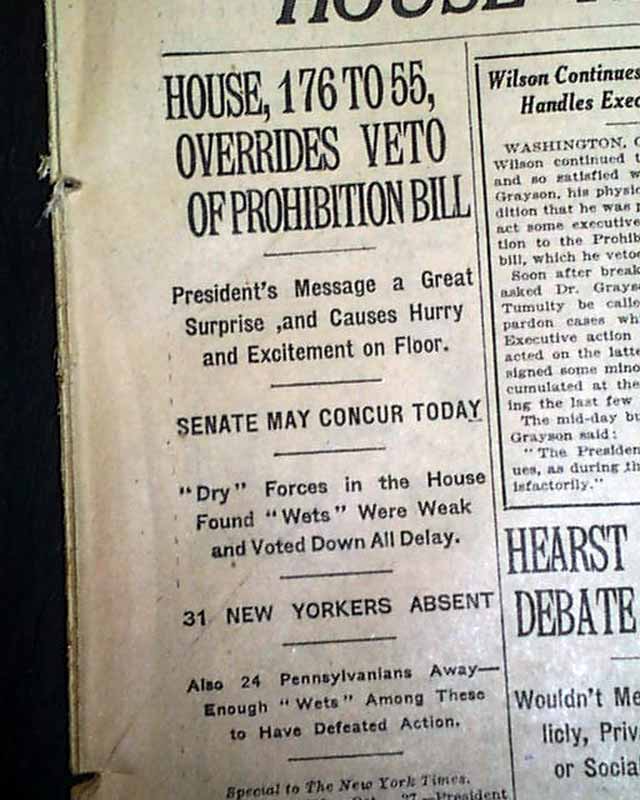 HOUSE
HOUSE, 176 TO 55,
OVERRIDES VETO
OF PROHIBITION BILL
President's Message a Great
Surprise ,and Causes Hurry
and Excitement on Floor.
SENATE MAY CONCUR TODAY
"Dry" Forces in the House
Found "Wets" Were Weak
and Voted Down All Delay.
31 NEW YORKERS ABSENT
Also 24 Pennsylvanians Away—
Enough "Wets" Among These
to Have Defeated Action.
Special to The New York Times.
27.—President
Wilson Continues
Handles Exec
WASHINGTON,
Wilson continued
and so satisfied
Grayson, his physic
dition that he was
act some executive
tion to the Prohib
bill, which he vetoe
Soon after break
asked Dr. Grays
Tumulty be calle
pardon cases wh
Executive action
acted on the latte
signed some mino
cumulated at the
ing the last few
The mid-day bu
Grayson said:
"The Presiden
ues, as during th
isfactorily."
HEARST
DEBATE
Wouldn't Me
licly, Priv
or Social